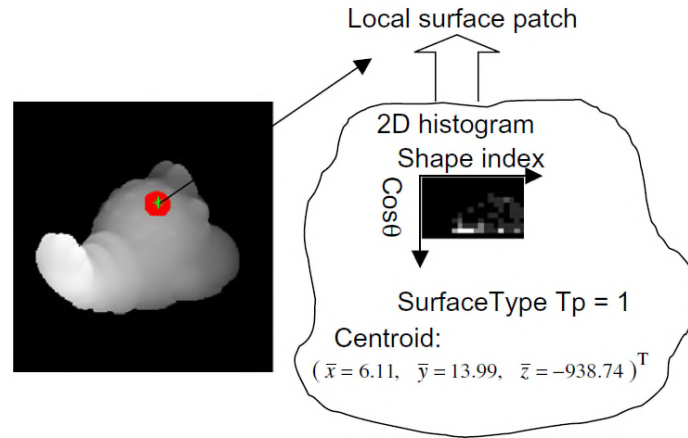 Local surface patch
2D histogram
Shape index
Cosθ
SurfaceType Tp = 1
Centroid:
( x̅ = 6.11, y̅ = 13.99, z̅ = −938.74 )ᵀ